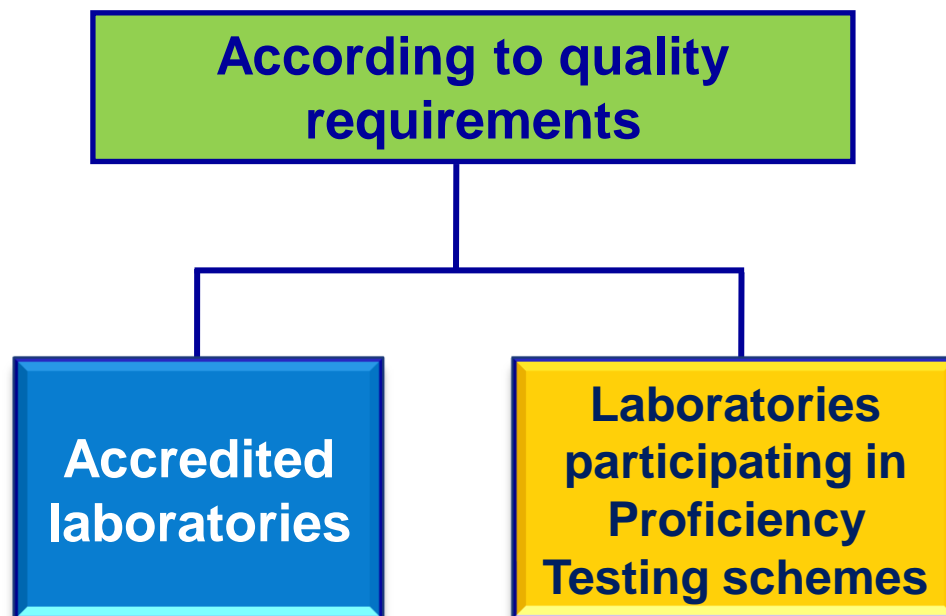 According to quality
requirements
Accredited
laboratories
Laboratories
participating in
Proficiency
Testing schemes